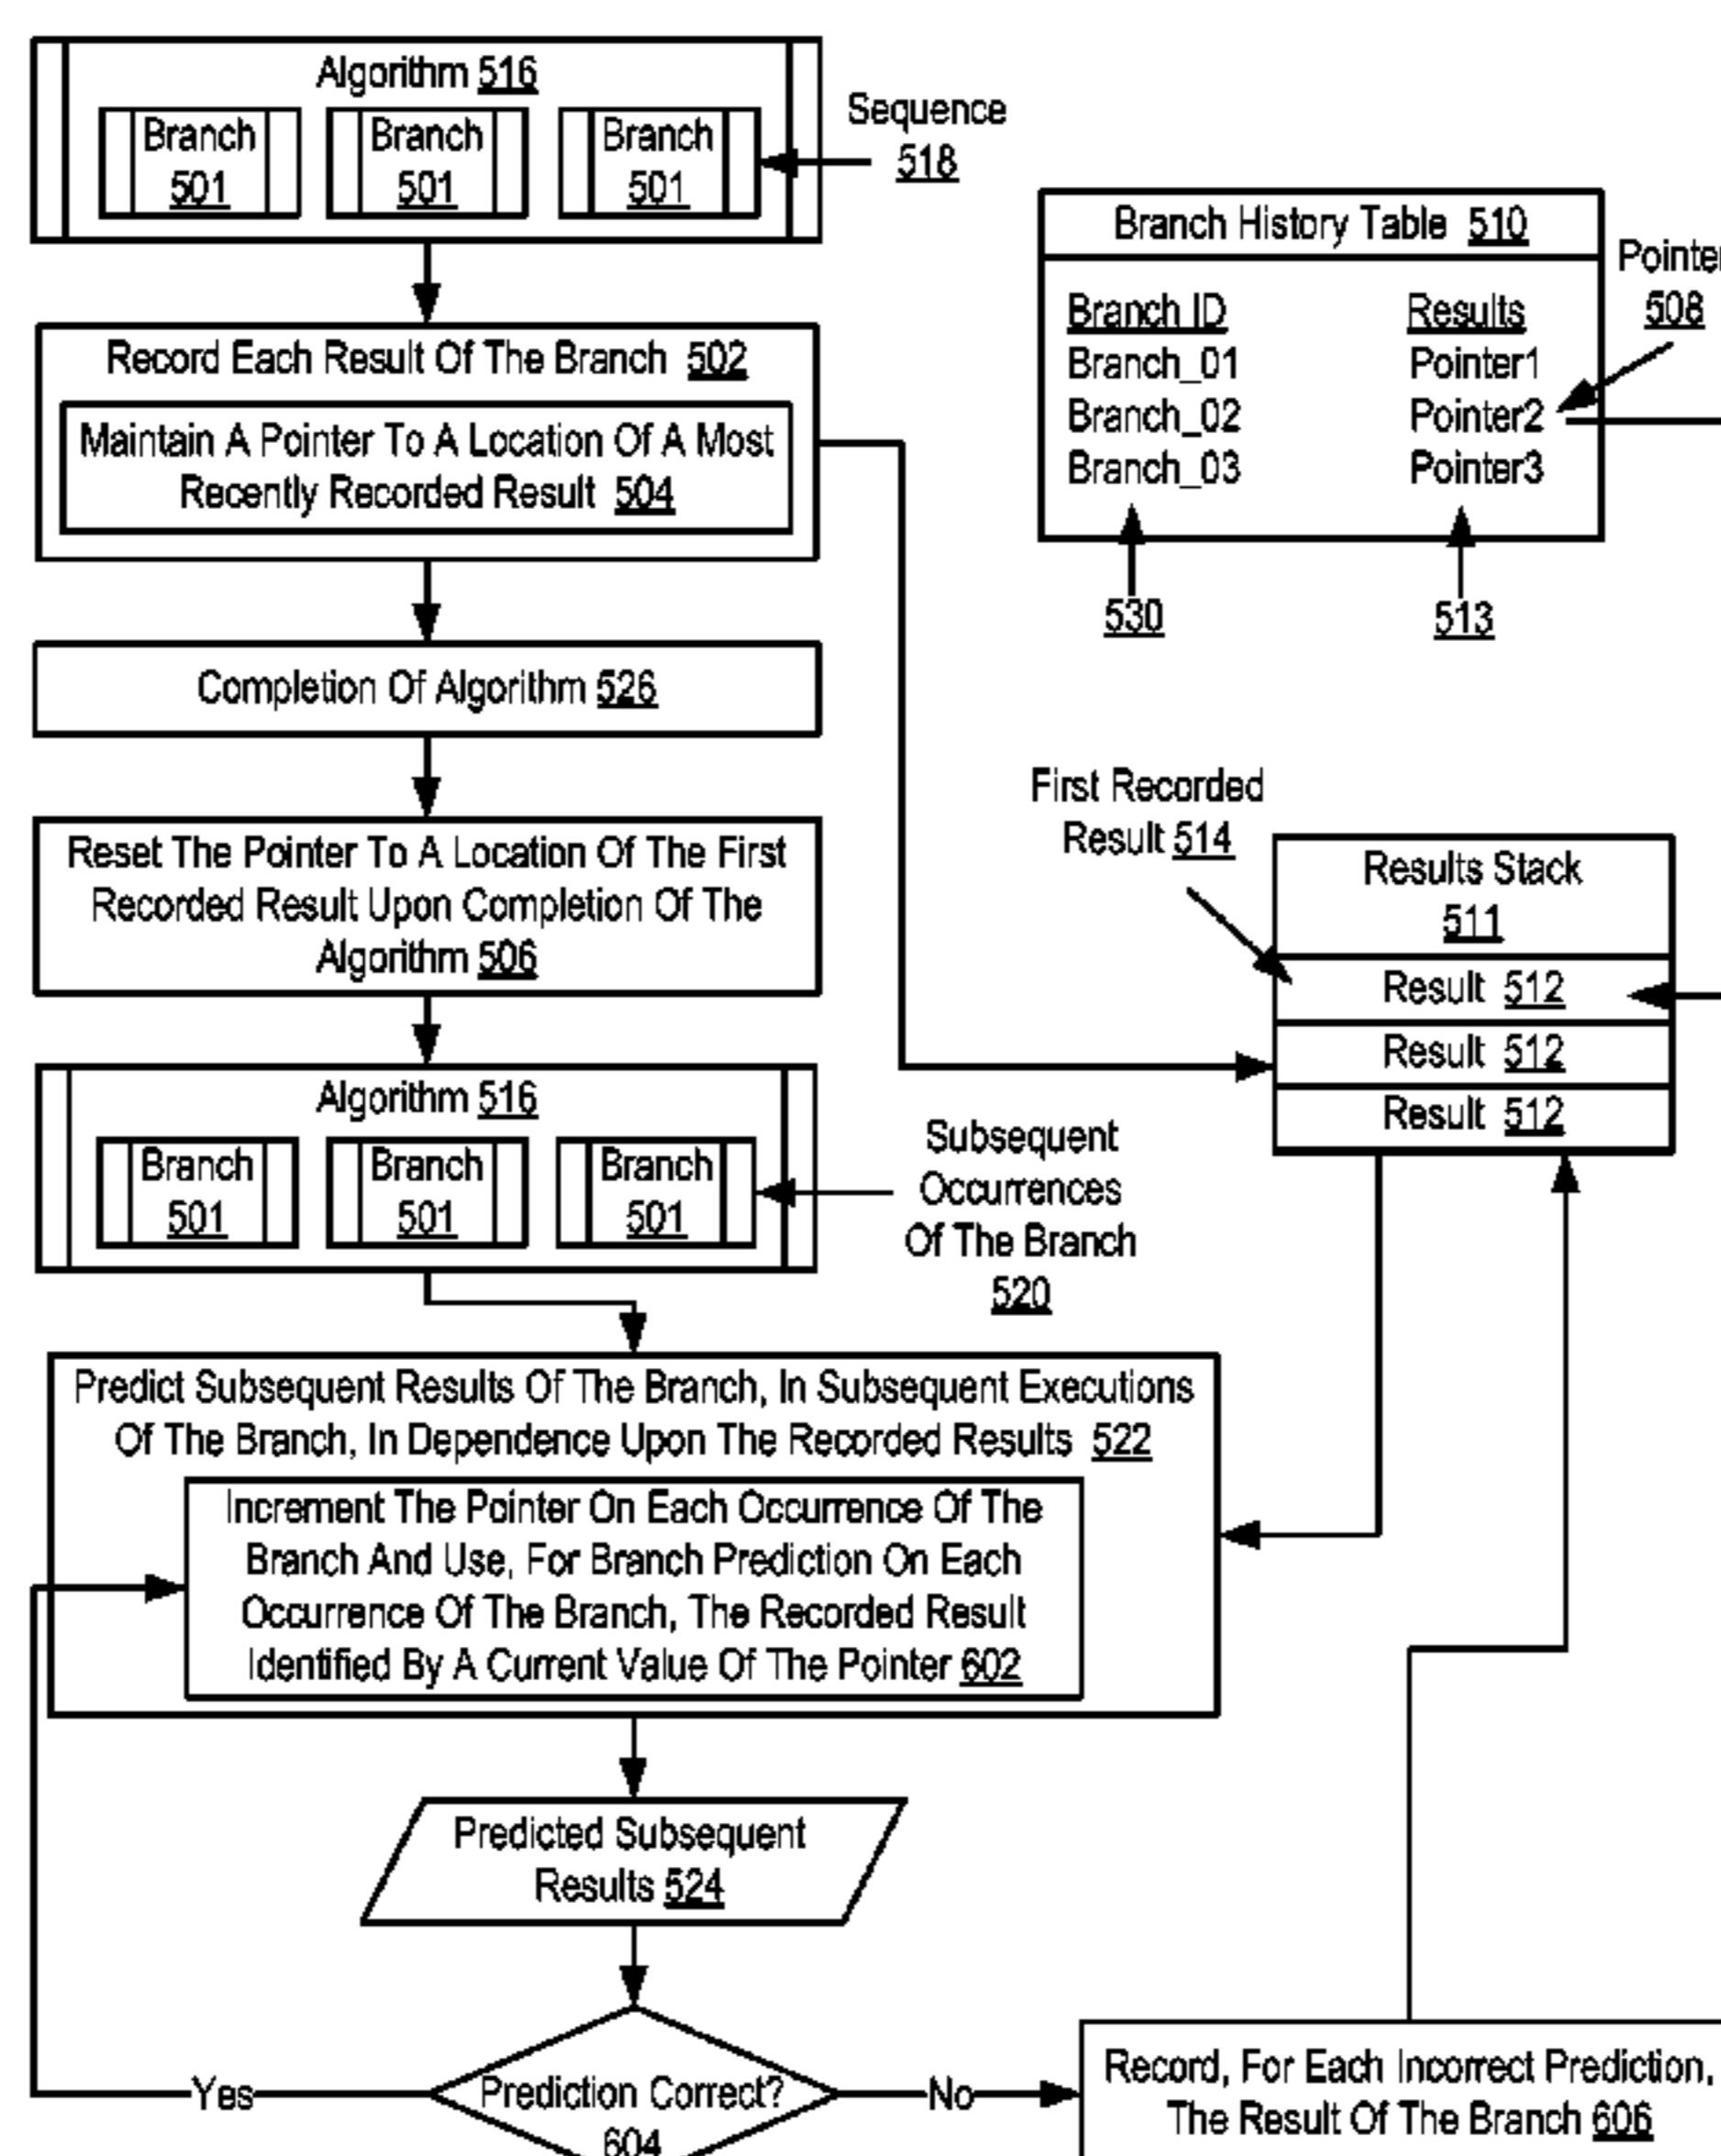 Algorithm 516
Branch 501
Branch 501
Branch 501
Sequence
518
Record Each Result Of The Branch 502
Maintain A Pointer To A Location Of A Most
Recently Recorded Result 504
Completion Of Algorithm 526
Reset The Pointer To A Location Of The First
Recorded Result Upon Completion Of The
Algorithm 506
Algorithm 516
Branch 501
Branch 501
Branch 501
Subsequent
Occurrences
Of The Branch
520
Branch History Table 510
Branch ID Results
Branch_01 Pointer1
Branch_02 Pointer2
Branch_03 Pointer3
530
513
Pointer
508
First Recorded
Result 514
Results Stack
511
Result 512
Result 512
Result 512
Predict Subsequent Results Of The Branch, In Subsequent Executions
Of The Branch, In Dependence Upon The Recorded Results 522
Increment The Pointer On Each Occurrence Of The
Branch And Use, For Branch Prediction On Each
Occurrence Of The Branch, The Recorded Result
Identified By A Current Value Of The Pointer 602
Predicted Subsequent
Results 524
Prediction Correct?
604
Yes
No
Record, For Each Incorrect Prediction,
The Result Of The Branch 606